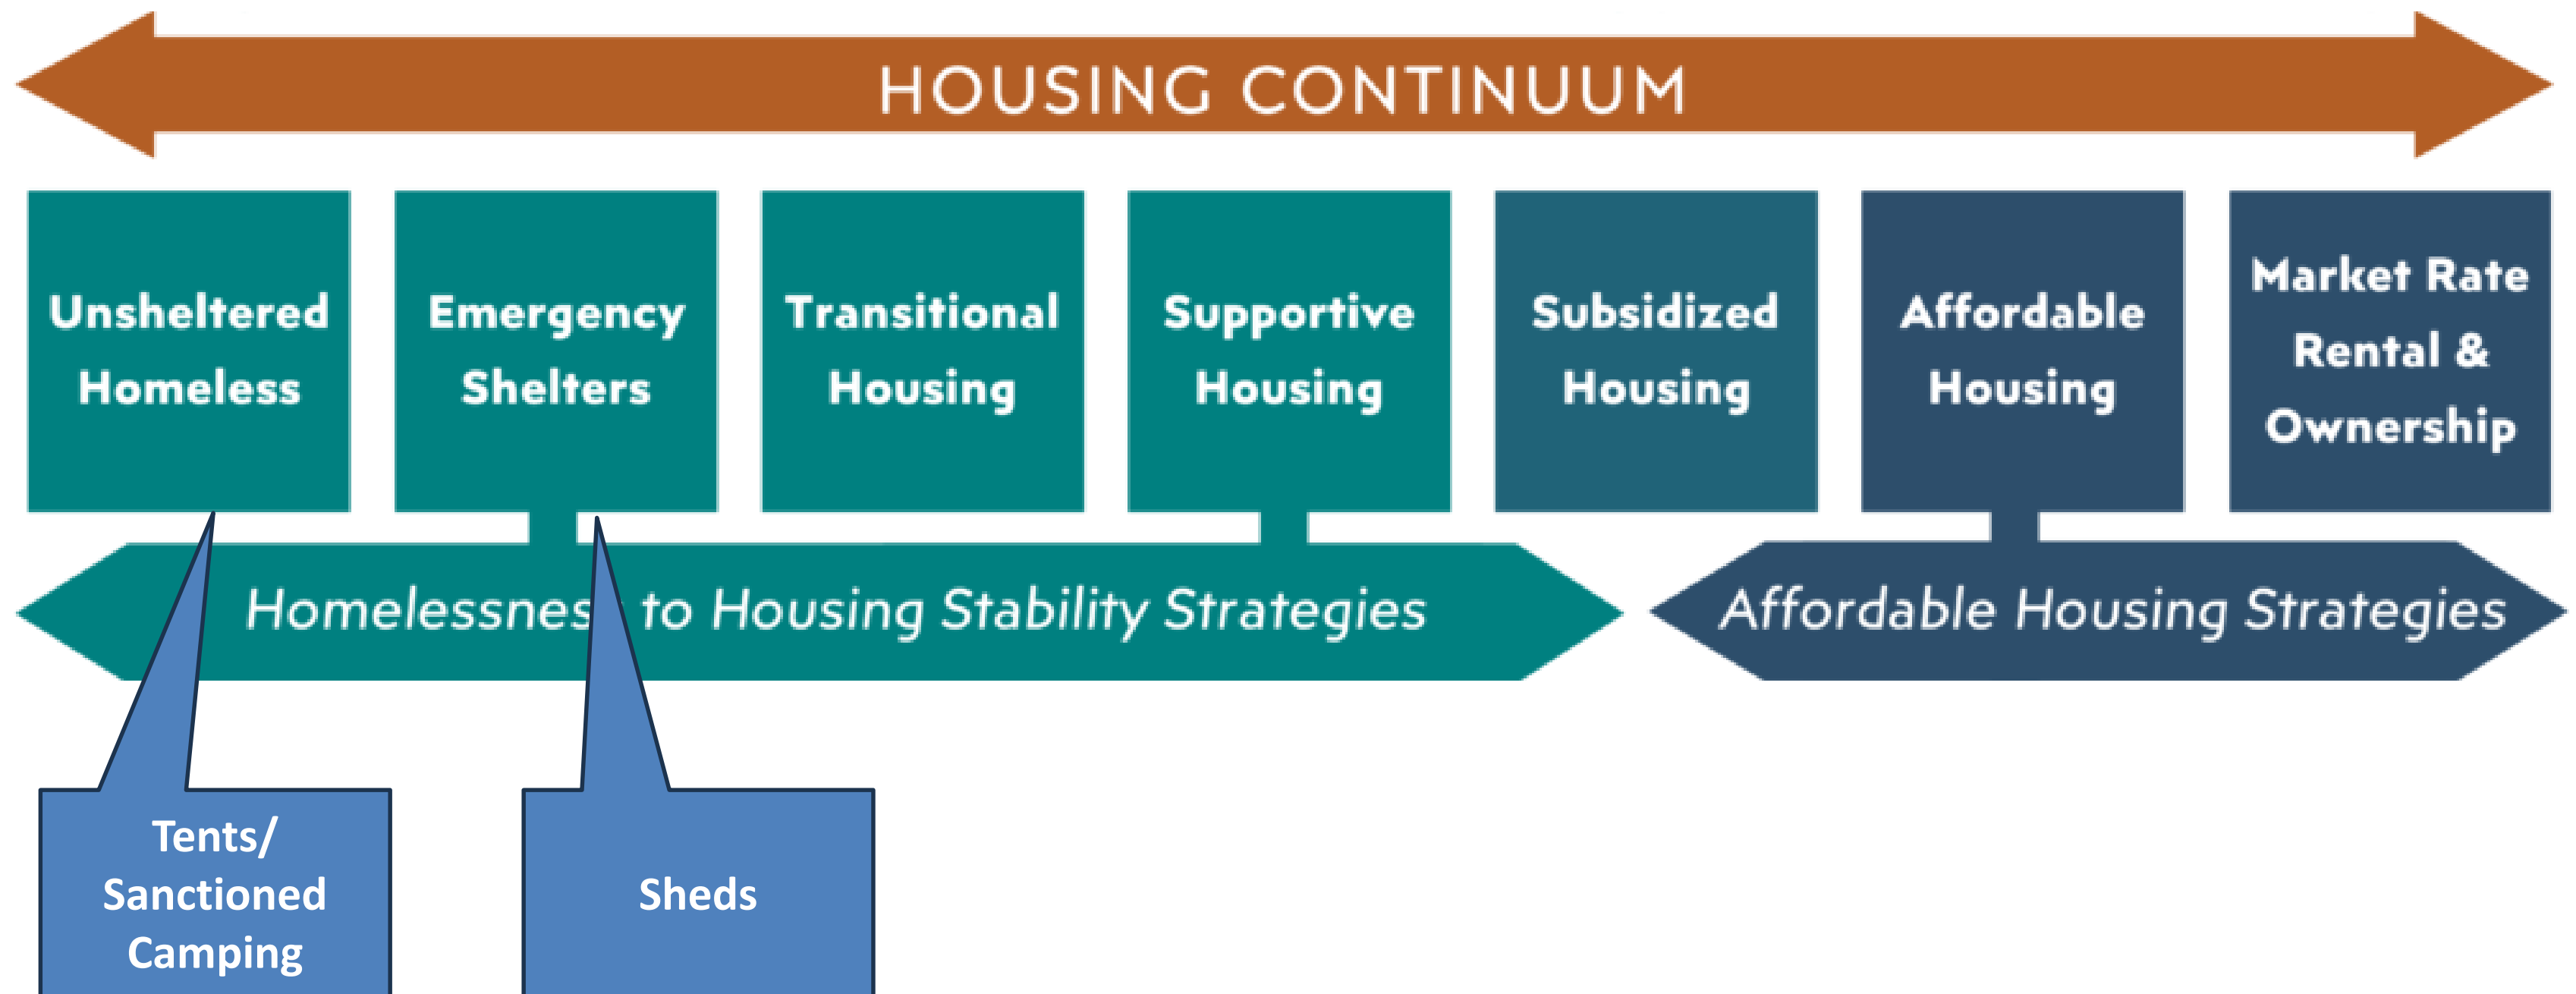 HOUSING CONTINUUM
Unsheltered
Homeless
Emergency
Shelters
Transitional
Housing
Supportive
Housing
Subsidized
Housing
Affordable
Housing
Market Rate
Rental &
Ownership
Homelessness to Housing Stability Strategies
Affordable Housing Strategies
Tents/
Sanctioned
Camping
Sheds